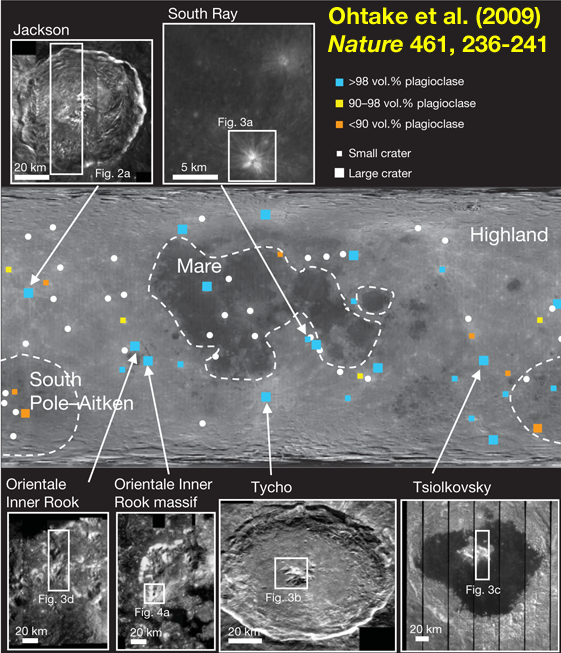 Ohtake et al. (2009)
Nature 461, 236-241
>98 vol.% plagioclase
90–98 vol.% plagioclase
<90 vol.% plagioclase
Small crater
Large crater
Jackson
20 km
Fig. 2a
South Ray
Fig. 3a
5 km
Highland
Mare
South
Pole–Aitken
Orientale
Inner Rook
Fig. 3d
20 km
Orientale Inner
Rook massif
Fig. 4a
20 km
Tycho
Fig. 3b
20 km
Tsiolkovsky
Fig. 3c
20 km